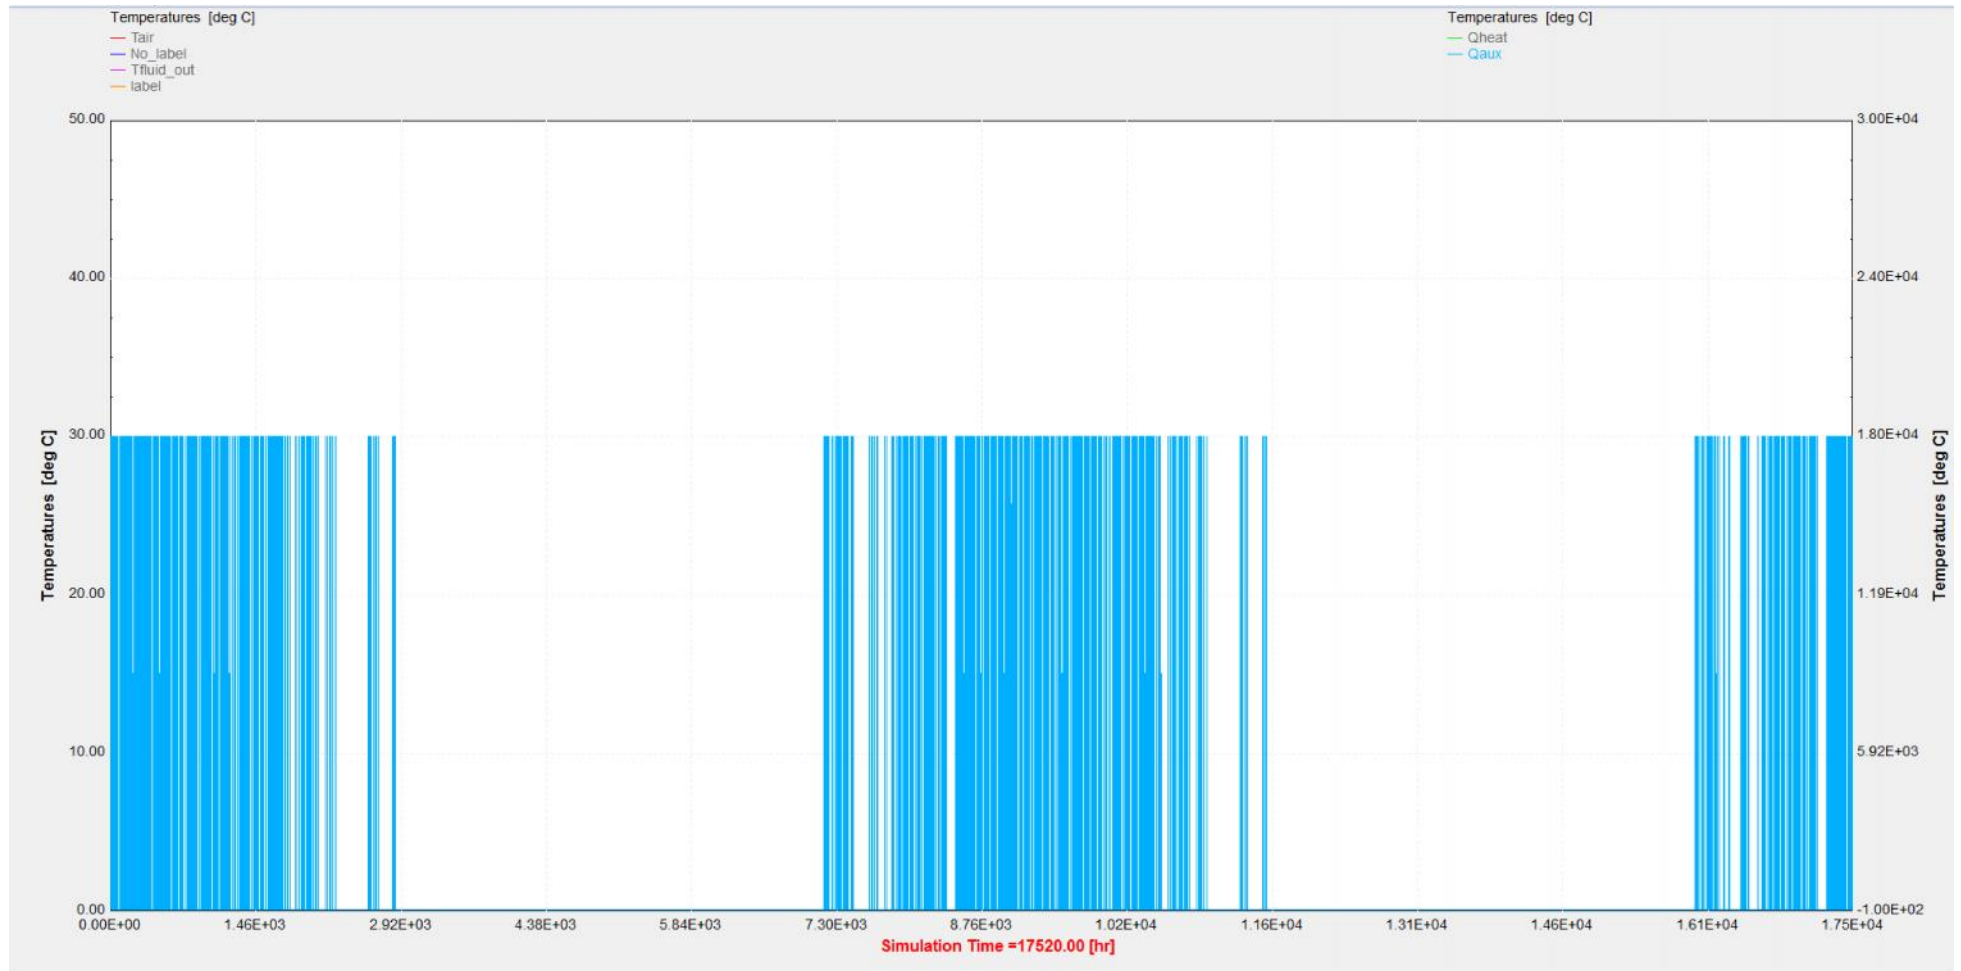 Temperatures [deg C]
Tair
No_label
Tfluid_out
label
Temperatures [deg C]
Qheat
Qaux
50.00
40.00
30.00
20.00
10.00
0.00
Temperatures [deg C]
3.00E+04
2.40E+04
1.80E+04
1.19E+04
5.92E+03
-1.00E+02
Temperatures [deg C]
0.00E+00 1.46E+03 2.92E+03 4.38E+03 5.84E+03 7.30E+03 8.76E+03 1.02E+04 1.16E+04 1.31E+04 1.46E+04 1.61E+04 1.75E+04
Simulation Time =17520.00 [hr]